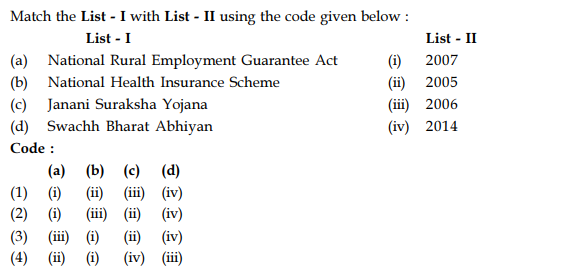 Match the List - I with List - II using the code given below :
List - I List - II
(a) National Rural Employment Guarantee Act (i) 2007
(b) National Health Insurance Scheme (ii) 2005
(c) Janani Suraksha Yojana (iii) 2006
(d) Swachh Bharat Abhiyan (iv) 2014
Code :
(a) (b) (c) (d)
(1) (i) (ii) (iii) (iv)
(2) (i) (iii) (ii) (iv)
(3) (iii) (i) (ii) (iv)
(4) (ii) (i) (iv) (iii)